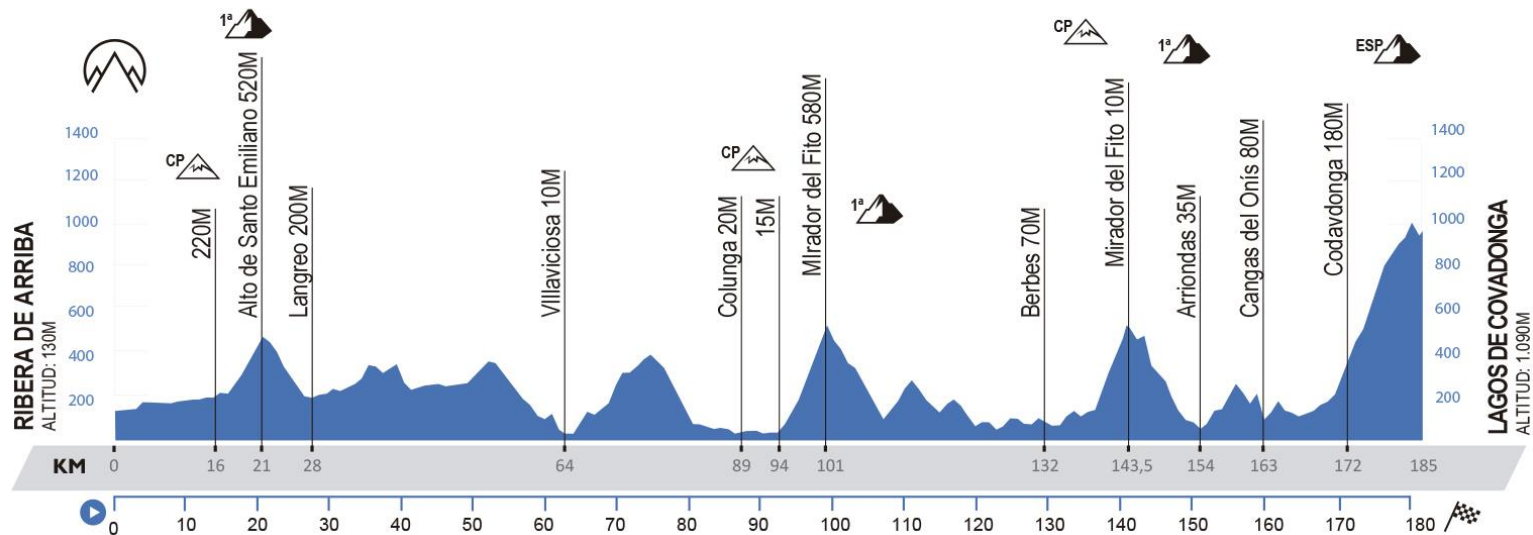 1ª
CP
1ª
ESP
CP
CP
1ª
1400
1200
1000
800
600
400
200
RIBERA DE ARRIBA
ALTITUD: 130M
220M
Alto de Santo Emiliano 520M
Langreo 200M
VIllaviciosa 10M
Colunga 20M
15M
MIrador del Fito 580M
Berbes 70M
Mirador del Fito 10M
Arriondas 35M
Cangas del Onís 80M
Codavdonga 180M
1400
1200
1000
800
600
400
200
LAGOS DE COVADONGA
ALTITUD: 1.090M
KM 0 16 21 28 64 89 94 101 132 143,5 154 163 172 185
0 10 20 30 40 50 60 70 80 90 100 110 120 130 140 150 160 170 180